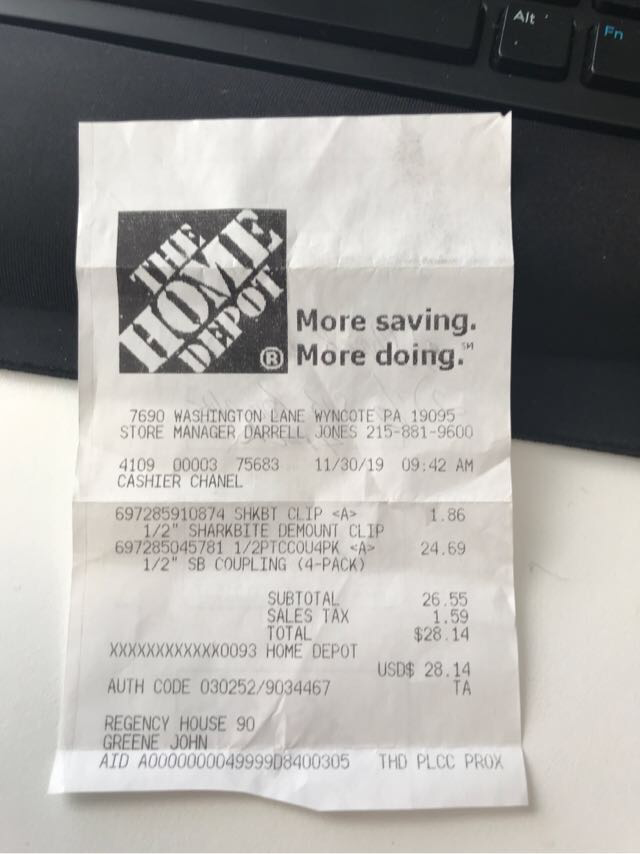 Alt
Fn
THE
HOME
DEPOT
®
More saving.
More doing.℠
7690 WASHINGTON LANE WYNCOTE PA 19095
STORE MANAGER DARRELL JONES 215-881-9600
4109 00003 75683 11/30/19 09:42 AM
CASHIER CHANEL
697285910874 SHKBT CLIP <A> 1.86
1/2" SHARKBITE DEMOUNT CLIP
697285045781 1/2PTCCOU4PK <A> 24.69
1/2" SB COUPLING (4-PACK)
SUBTOTAL 26.55
SALES TAX 1.59
TOTAL $28.14
XXXXXXXXXXXX0093 HOME DEPOT
USD$ 28.14
AUTH CODE 030252/9034467 TA
REGENCY HOUSE 90
GREENE JOHN
AID A0000000049999D8400305 THD PLCC PROX